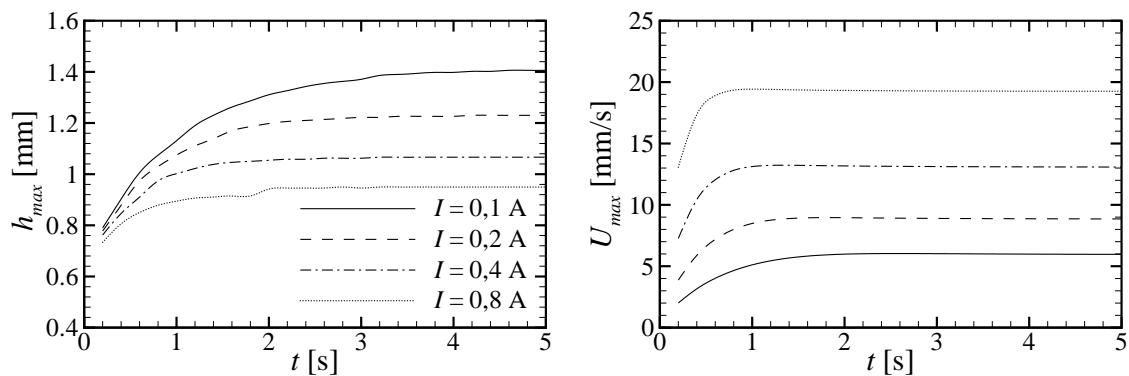 h_max [mm]
1.6
1.4
1.2
1
0.8
0.6
0.4
I = 0,1 A
I = 0,2 A
I = 0,4 A
I = 0,8 A
0 1 2 3 4 5
t [s]
U_max [mm/s]
25
20
15
10
5
0
0 1 2 3 4 5
t [s]